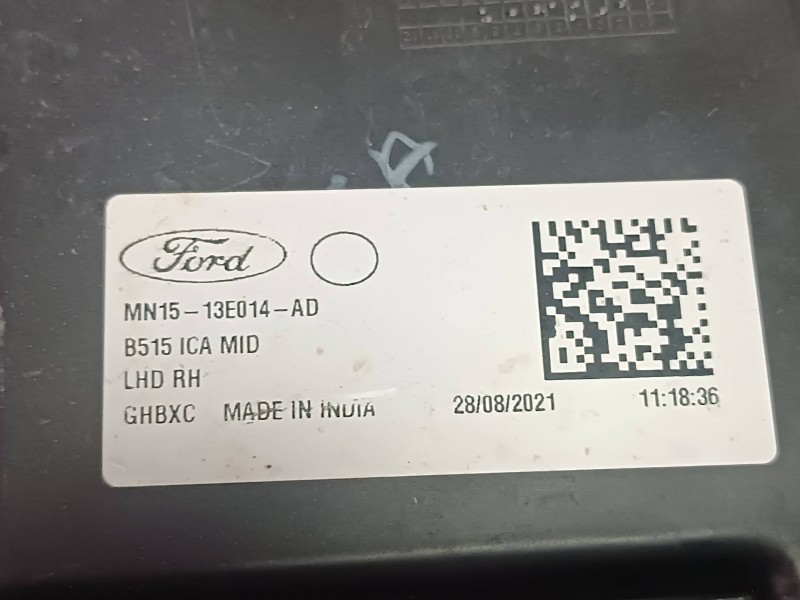 Ford
MN15-13E014-AD
B515 ICA MID
LHD RH
GHBXC MADE IN INDIA 28/08/2021 11:18:36